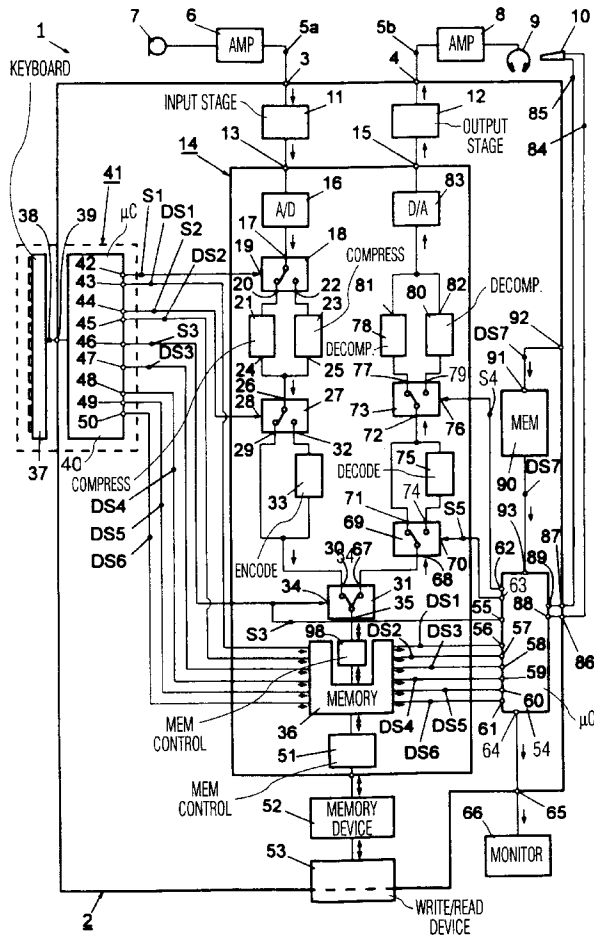 1
7
6
AMP
5a
5b
AMP
8
9
10
KEYBOARD
3
4
85
84
INPUT STAGE
11
12
OUTPUT STAGE
13
14
15
16
A/D
83
D/A
41
38
39
µC
S1
DS1
S2
DS2
S3
DS3
42
43
44
45
46
47
48
49
50
17
18
19
20
22
COMPRESS
21
23
81
80
82
DECOMP.
78
DECOMP.
24
25
26
27
28
29
32
77
79
73
72
76
S4
DS7
92
91
MEM
90
DS7
93
37
40
COMPRESS
33
ENCODE
DECODE
75
71
74
69
70
68
S5
DS4
DS5
DS6
30
34
67
34
31
35
S3
98
62
63
89
87
88
86
55
56
57
58
59
60
61
64
54
DS1
DS2
DS3
DS4
DS5
DS6
µC
MEM CONTROL
36
MEMORY
51
MEM CONTROL
52
MEMORY DEVICE
53
WRITE/READ DEVICE
65
66
MONITOR
2